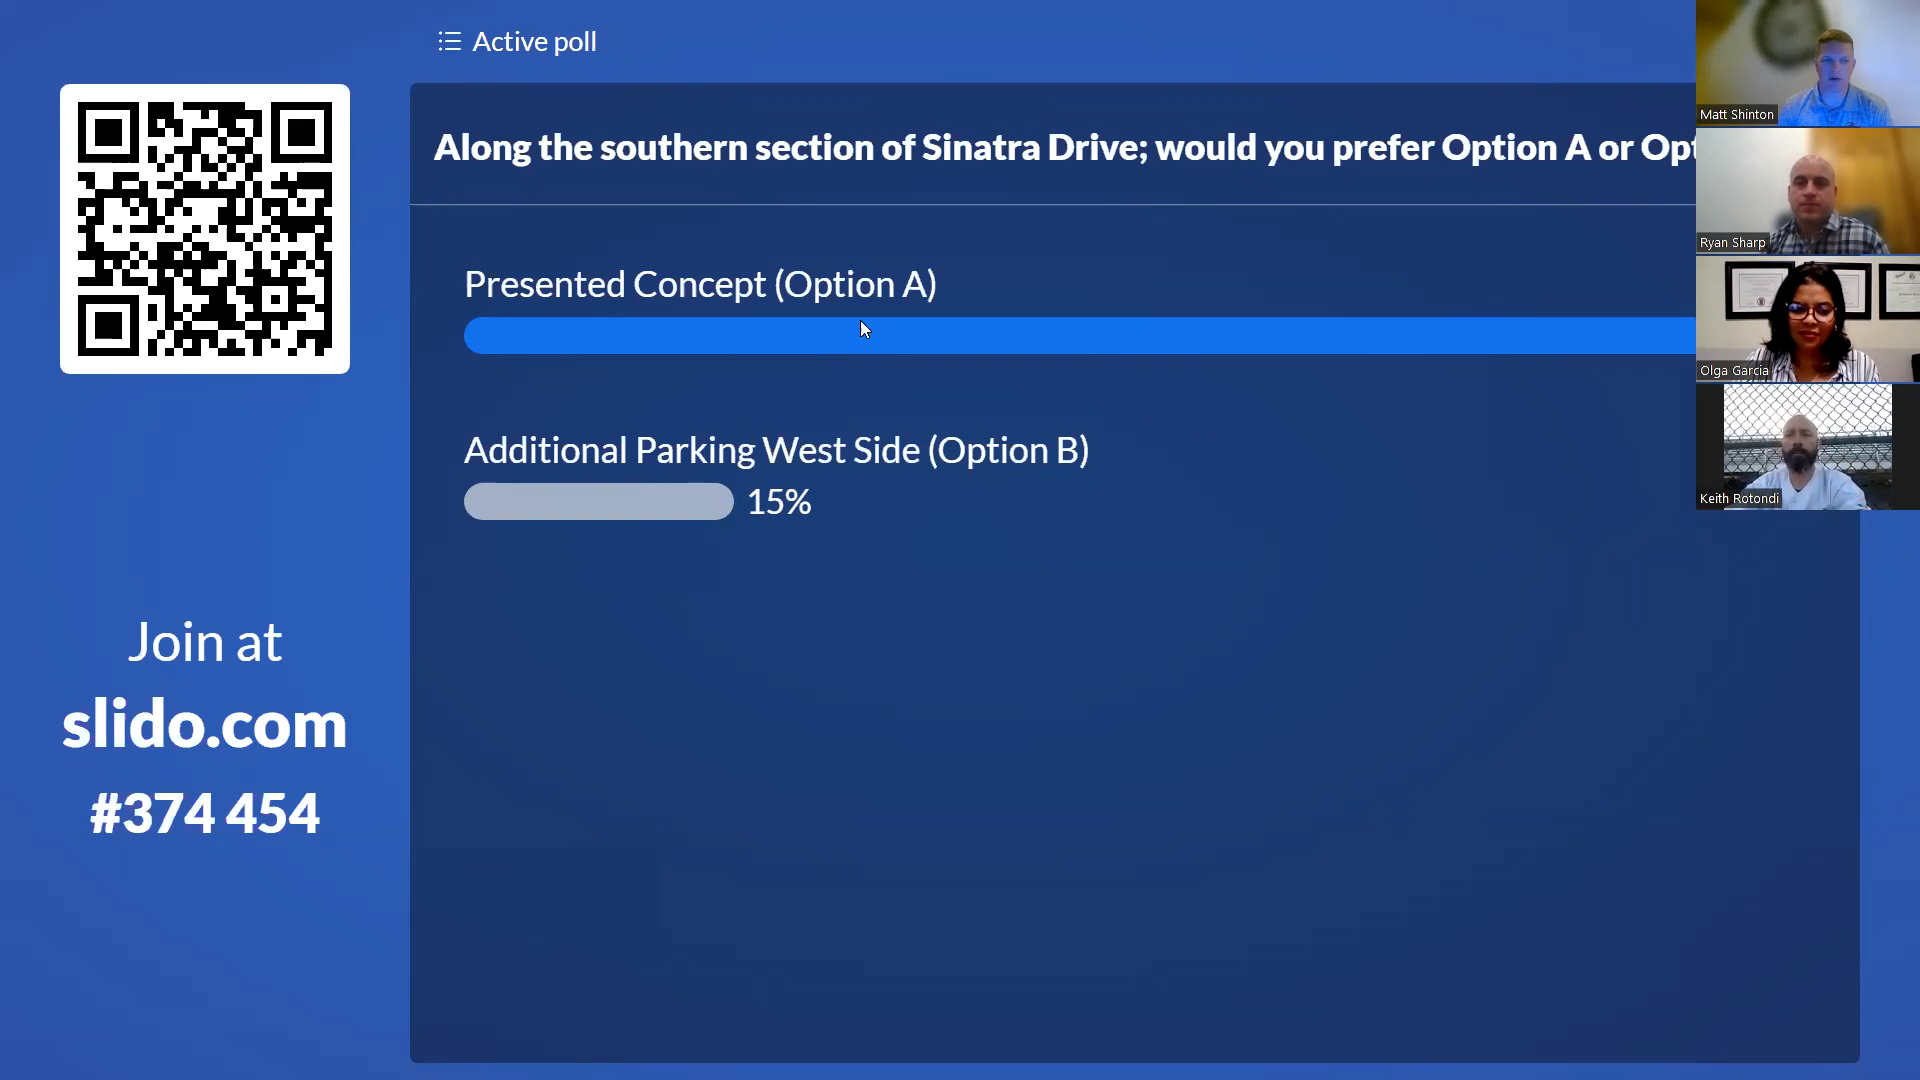 Active poll
Along the southern section of Sinatra Drive; would you prefer Option A or
Presented Concept (Option A)
Additional Parking West Side (Option B)
15%
Join at
slido.com
#374 454
Matt Shinton
Ryan Sharp
Olga Garcia
Keith Rotondi